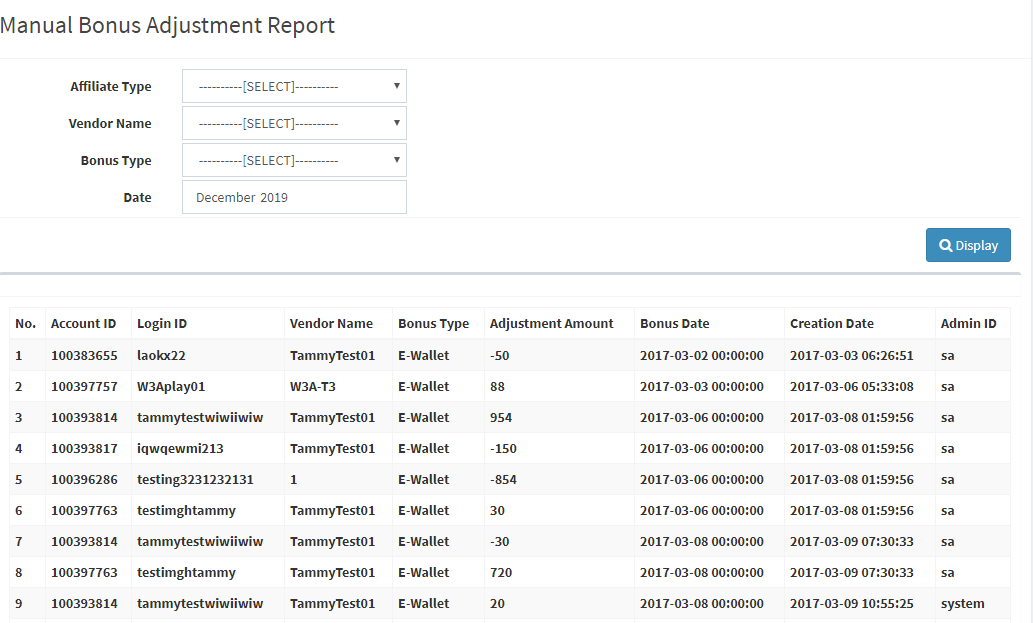 Manual Bonus Adjustment Report
Affiliate Type ----------[SELECT]----------
Vendor Name ----------[SELECT]----------
Bonus Type ----------[SELECT]----------
Date December 2019
Display
No. Account ID Login ID Vendor Name Bonus Type Adjustment Amount Bonus Date Creation Date Admin ID
1 100383655 laokx22 TammyTest01 E-Wallet -50 2017-03-02 00:00:00 2017-03-03 06:26:51 sa
2 100397757 W3Aplay01 W3A-T3 E-Wallet 88 2017-03-03 00:00:00 2017-03-06 05:33:08 sa
3 100393814 tammytestwiwiiwiw TammyTest01 E-Wallet 954 2017-03-06 00:00:00 2017-03-08 01:59:56 sa
4 100393817 iqwqewmi213 TammyTest01 E-Wallet -150 2017-03-06 00:00:00 2017-03-08 01:59:56 sa
5 100396286 testing3231232131 1 E-Wallet -854 2017-03-06 00:00:00 2017-03-08 01:59:56 sa
6 100397763 testimghtammy TammyTest01 E-Wallet 30 2017-03-06 00:00:00 2017-03-08 01:59:56 sa
7 100393814 tammytestwiwiiwiw TammyTest01 E-Wallet -30 2017-03-08 00:00:00 2017-03-09 07:30:33 sa
8 100397763 testimghtammy TammyTest01 E-Wallet 720 2017-03-08 00:00:00 2017-03-09 07:30:33 sa
9 100393814 tammytestwiwiiwiw TammyTest01 E-Wallet 20 2017-03-08 00:00:00 2017-03-09 10:55:25 system